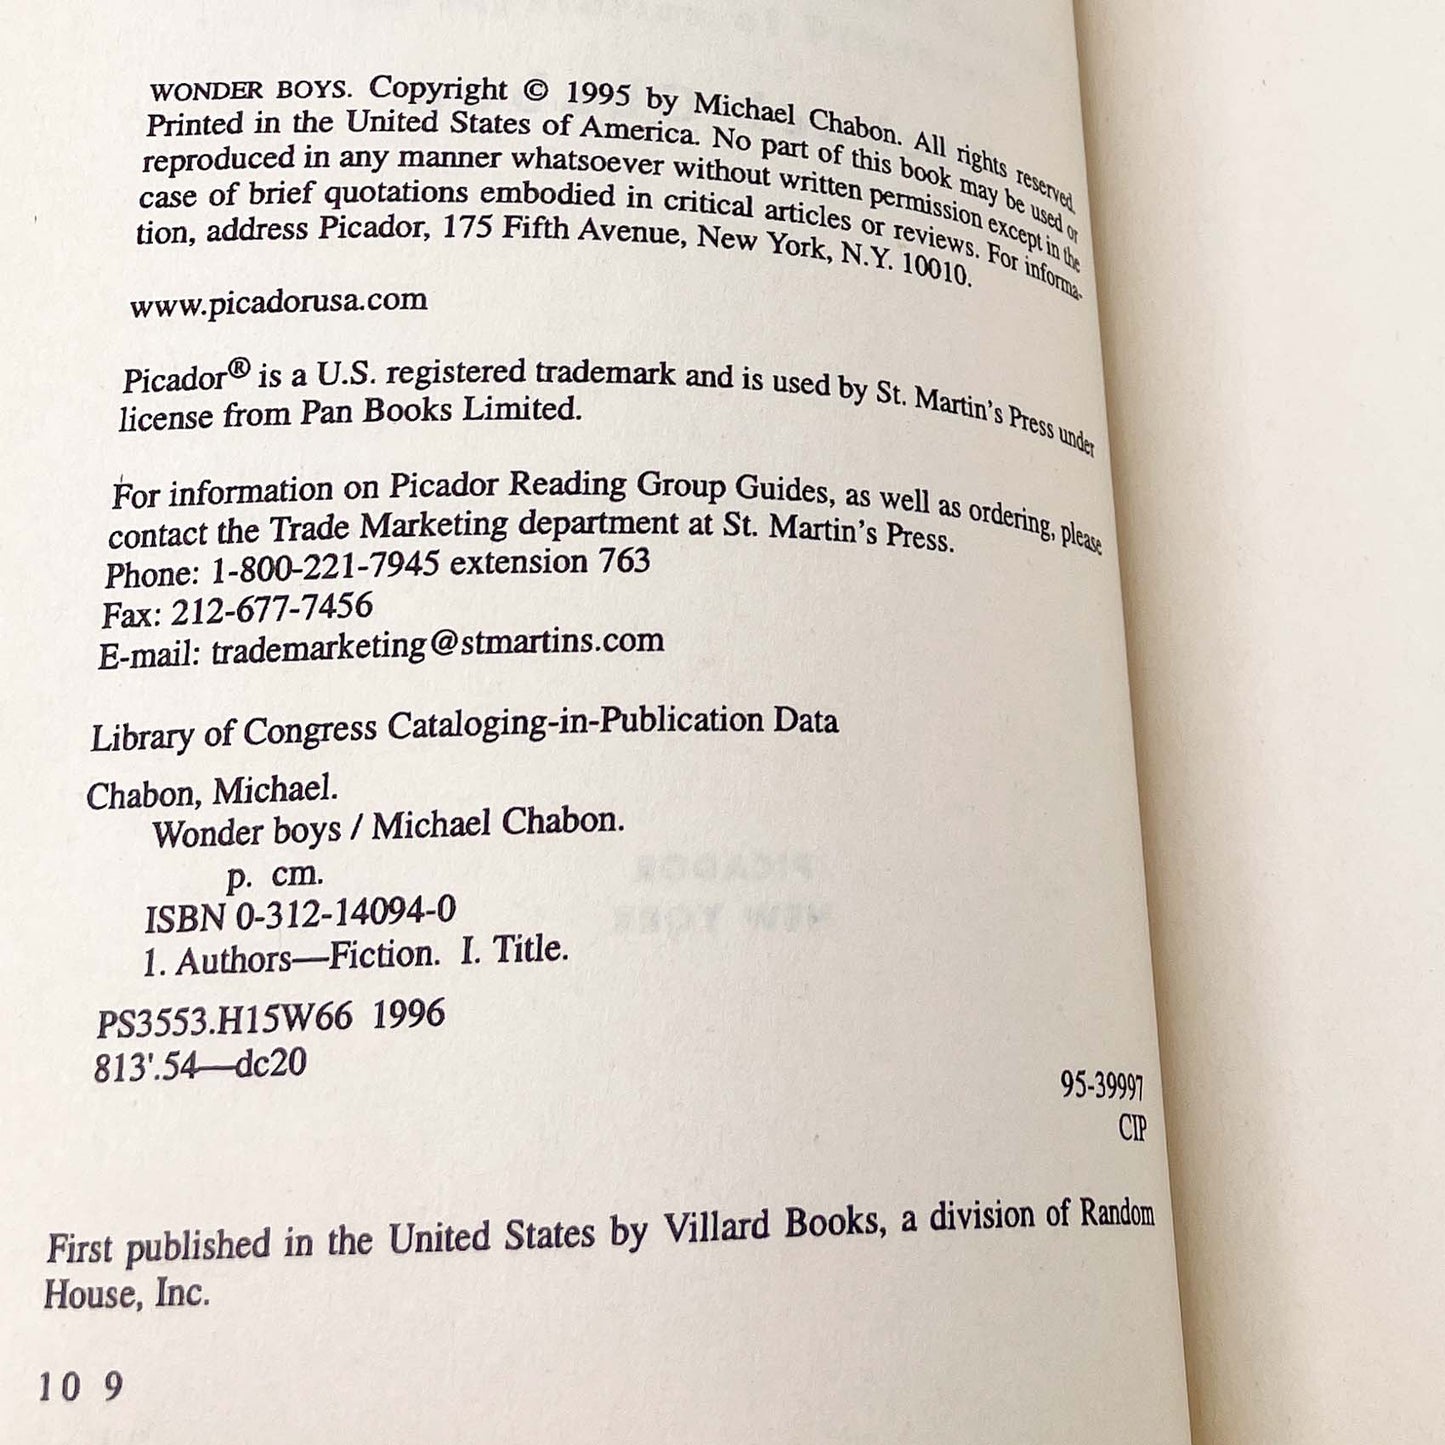 WONDER BOYS. Copyright © 1995 by Michael Chabon. All rights reserved.
Printed in the United States of America. No part of this book may be used or
reproduced in any manner whatsoever without written permission except in the
case of brief quotations embodied in critical articles or reviews. For informa-
tion, address Picador, 175 Fifth Avenue, New York, N.Y. 10010.
www.picadorusa.com
Picador® is a U.S. registered trademark and is used by St. Martin's Press under
license from Pan Books Limited.
For information on Picador Reading Group Guides, as well as ordering, please
contact the Trade Marketing department at St. Martin's Press.
Phone: 1-800-221-7945 extension 763
Fax: 212-677-7456
E-mail: trademarketing@stmartins.com
Library of Congress Cataloging-in-Publication Data
Chabon, Michael.
Wonder boys / Michael Chabon.
p. cm.
ISBN 0-312-14094-0
1. Authors—Fiction. I. Title.
PS3553.H15W66 1996
813'.54—dc20
95-39997
CIP
First published in the United States by Villard Books, a division of Random
House, Inc.
10 9